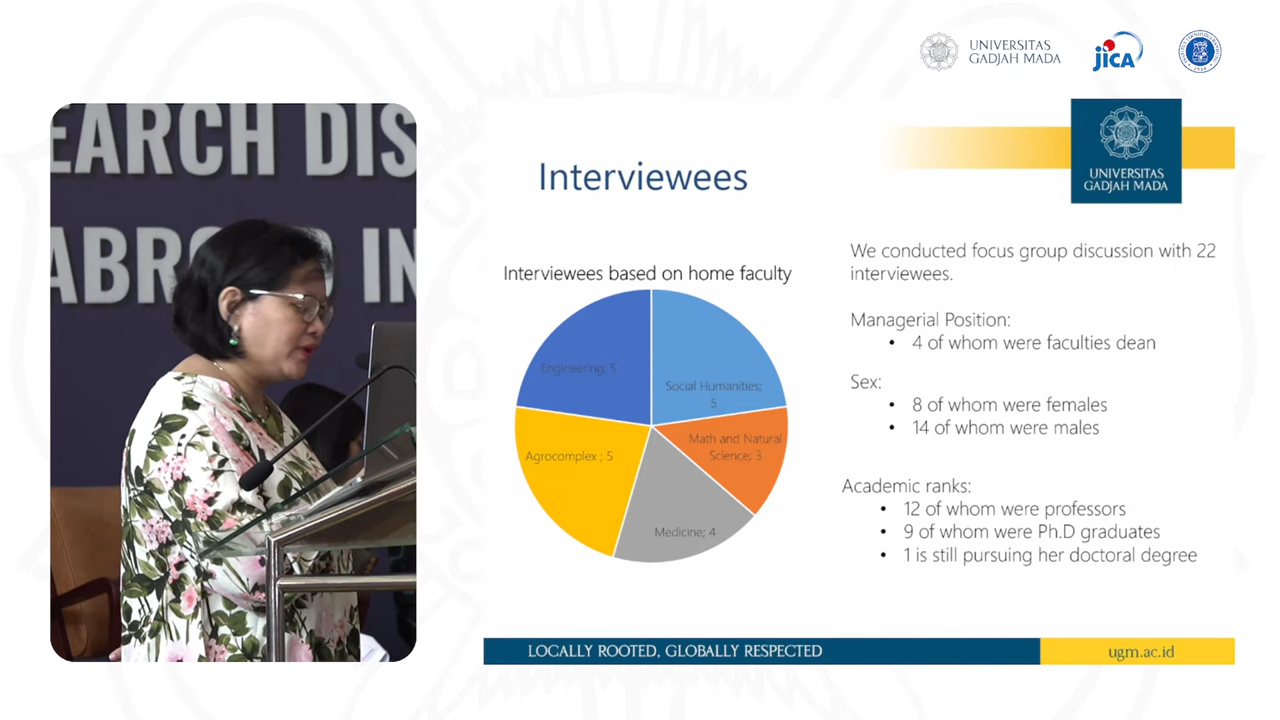 UNIVERSITAS
GADJAH MADA
JICA
EARCH DIS
ABRO
IN
UNIVERSITAS
GADJAH MADA
Interviewees
Interviewees based on home faculty
Engineering; 5
Social Humanities;
5
Math and Natural
Science; 3
Agrocomplex ; 5
Medicine; 4
We conducted focus group discussion with 22
interviewees.
Managerial Position:
• 4 of whom were faculties dean
Sex:
• 8 of whom were females
• 14 of whom were males
Academic ranks:
• 12 of whom were professors
• 9 of whom were Ph.D graduates
• 1 is still pursuing her doctoral degree
LOCALLY ROOTED, GLOBALLY RESPECTED
ugm.ac.id